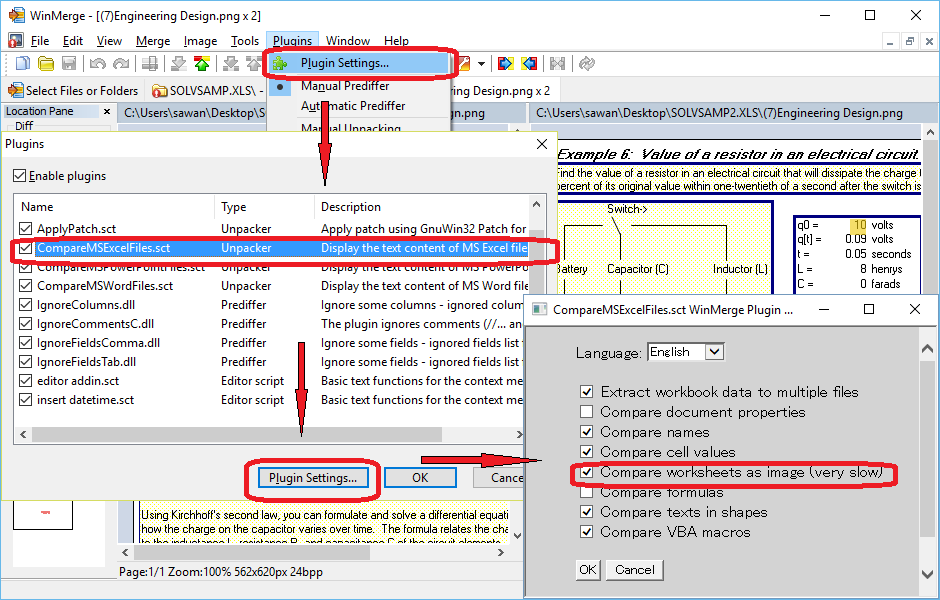 WinMerge - [(7)Engineering Design.png x 2]
File Edit View Merge Image Tools Plugins Window Help
Plugin Settings...
Manual Prediffer
Automatic Prediffer
Manual Unpacking
Select Files or Folders
SOLVSAMP.XLS\ -
ring Design.png x 2
Location Pane x
C:\Users\sawan\Desktop\S
n.png
C:\Users\sawan\Desktop\SOLVSAMP2.XLS\(7)Engineering Design.png
Diff
Plugins
Enable plugins
Name Type Description
ApplyPatch.sct Unpacker Apply patch using GnuWin32 Patch for
CompareMSExcelFiles.sct Unpacker Display the text content of MS Excel file
CompareMSPowerPointFiles.sct Unpacker Display the text content of MS PowerPo
CompareMSWordFiles.sct Unpacker Display the text content of MS Word file
IgnoreColumns.dll Prediffer Ignore some columns - ignored column
IgnoreCommentsC.dll Prediffer The plugin ignores comments (//... an
IgnoreFieldsComma.dll Prediffer Ignore some fields - ignored fields list
IgnoreFieldsTab.dll Prediffer Ignore some fields - ignored fields list
editor addin.sct Editor script Basic text functions for the context me
insert datetime.sct Editor script Basic text functions for the context me
Plugin Settings... OK Cance
Example 6: Value of a resistor in an electrical circuit.
Find the value of a resistor in an electrical circuit that will dissipate the charge
percent of its original value within one-twentieth of a second after the switch is
Switch->
Battery Capacitor (C) Inductor (L)
q0 = 10 volts
q[t] = 0.09 volts
t = 0.05 seconds
L = 8 henrys
C = 0 farads
CompareMSExcelFiles.sct WinMerge Plugin ...
Language: English
Extract workbook data to multiple files
Compare document properties
Compare names
Compare cell values
Compare worksheets as image (very slow)
Compare formulas
Compare texts in shapes
Compare VBA macros
OK Cancel
Using Kirchhoff's second law, you can formulate and solve a differential equati
how the charge on the capacitor varies over time. The formula relates the cha
to the inductance L, resistance R, and capacitance C of the circuit elements.
Page:1/1 Zoom:100% 562x620px 24bpp